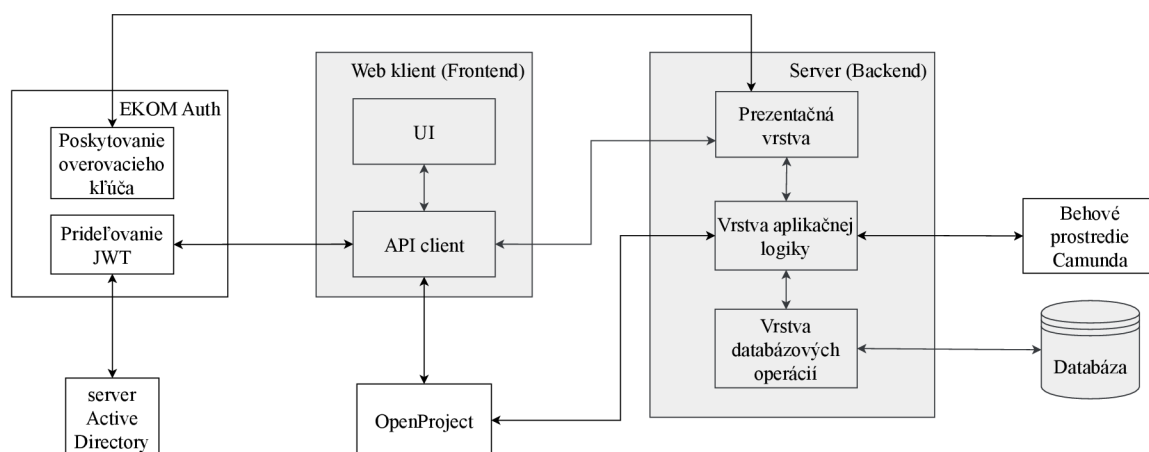 EKOM Auth
Poskytovanie
overovacieho
kľúča
Prideľovanie
JWT
server
Active
Directory
Web klient (Frontend)
UI
API client
OpenProject
Server (Backend)
Prezentačná
vrstva
Vrstva aplikačnej
logiky
Vrstva
databázových
operácií
Behové
prostredie
Camunda
Databáza